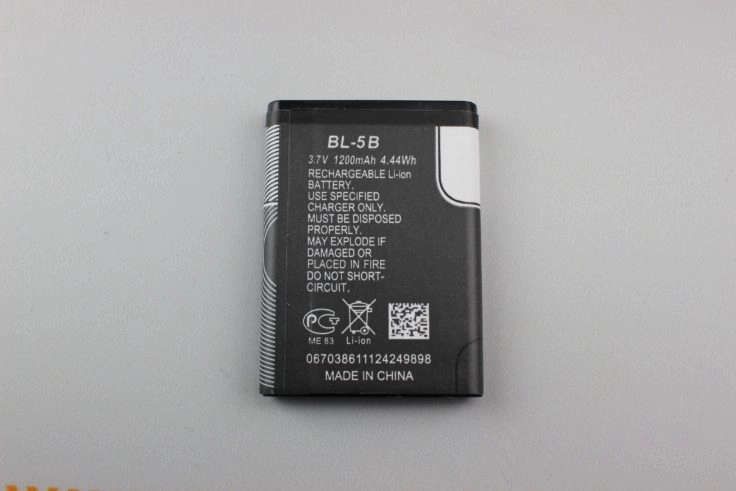 BL-5B
3.7V 1200mAh 4.44Wh
RECHARGEABLE Li-ion
BATTERY.
USE SPECIFIED
CHARGER ONLY.
MUST BE DISPOSED
PROPERLY.
MAY EXPLODE IF
DAMAGED OR
PLACED IN FIRE
DO NOT SHORT-
CIRCUIT.
PC
ME 83 Li-ion
067038611124249898
MADE IN CHINA